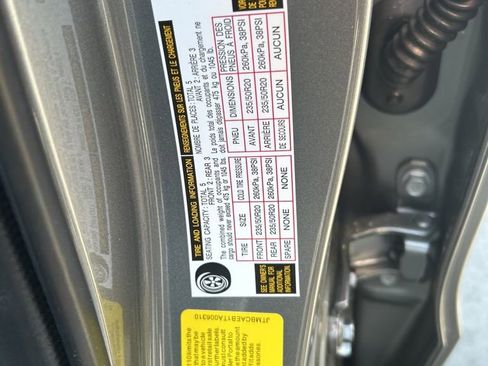 TIRE AND LOADING INFORMATION
SEATING CAPACITY: TOTAL 5
FRONT 2 : REAR 3
The combined weight of occupants and
cargo should never exceed 475 kg or 1045 lb.
TIRE SIZE COLD TIRE PRESSURE
FRONT 235/50R20 260kPa, 38PSI
REAR 235/50R20 260kPa, 38PSI
SPARE NONE NONE
SEE OWNER'S
MANUAL FOR
ADDITIONAL
INFORMATION
RENSEIGNEMENTS SUR LES PNEUS ET LE CHARGEMENT
NOMBRE DE PLACES : TOTAL 5
AVANT 2 : ARRIÈRE 3
Le poids total des occupants et du chargement ne
doit jamais dépasser 475 kg ou 1045 lb.
PNEU DIMENSIONS PRESSION DES
PNEUS À FROID
AVANT 235/50R20 260kPa, 38PSI
ARRIÈRE 235/50R20 260kPa, 38PSI
DE SECOURS AUCUN AUCUN
JTMBCAEB1TA006310